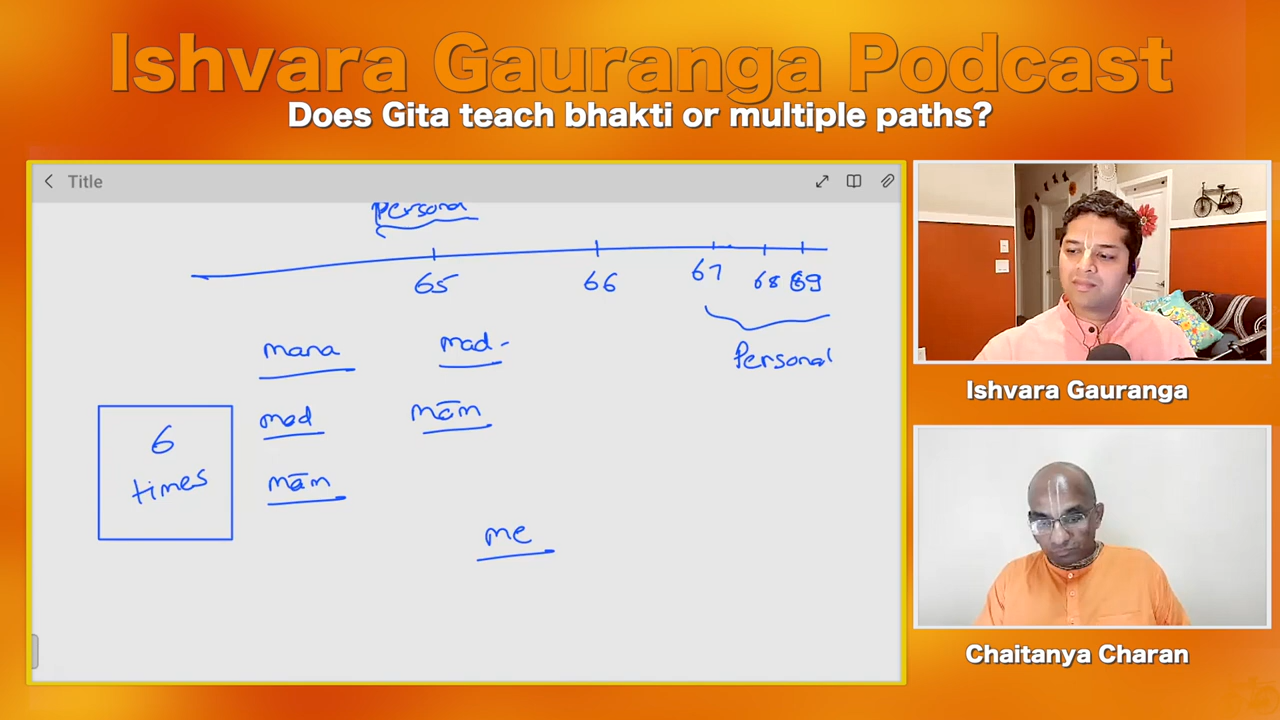 Ishvara Gauranga Podcast
Does Gita teach bhakti or multiple paths?
Title
Personal
65 66 67 68 69
Personal
mana mad-
mad mām
6 times
mām
me
Ishvara Gauranga
Chaitanya Charan